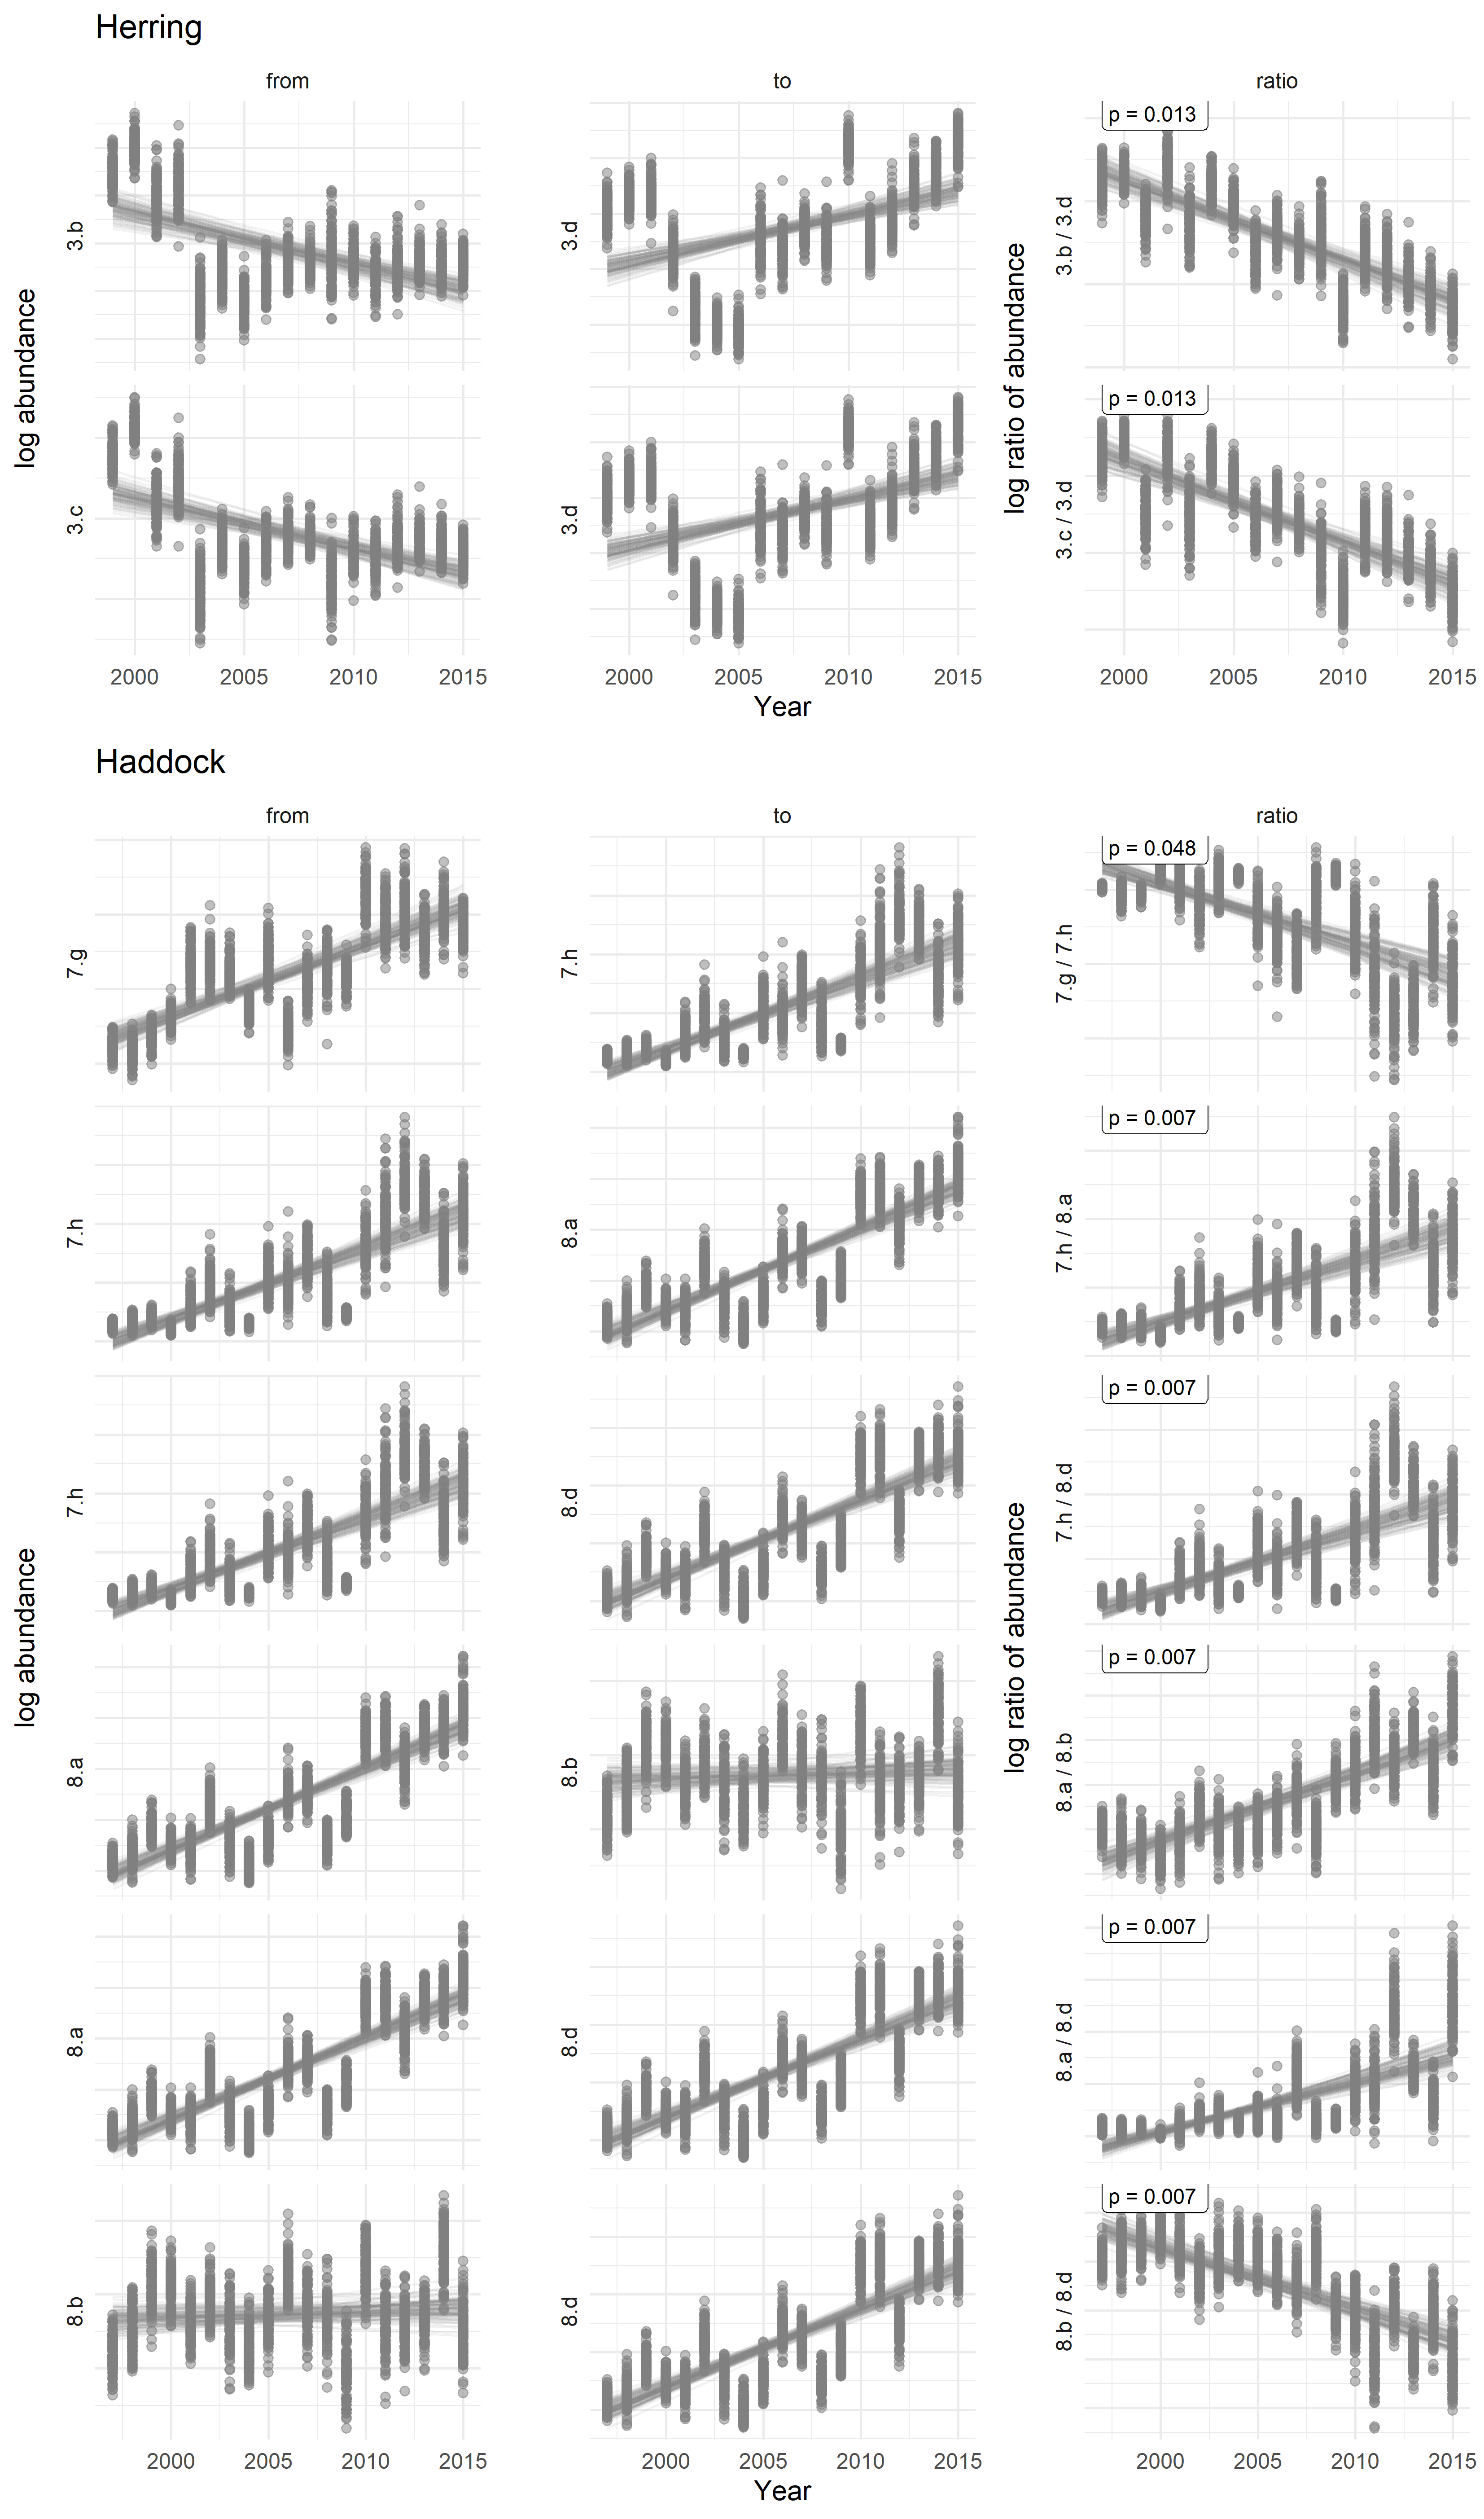 Herring
from to ratio
log abundance
log ratio of abundance
3.b 3.d 3.b / 3.d p = 0.013
3.c 3.d 3.c / 3.d p = 0.013
2000 2005 2010 2015 2000 2005 2010 2015 2000 2005 2010 2015
Year
Haddock
from to ratio
log abundance
log ratio of abundance
7.g 7.h 7.g / 7.h p = 0.048
7.h 8.a 7.h / 8.a p = 0.007
7.h 8.d 7.h / 8.d p = 0.007
8.a 8.b 8.a / 8.b p = 0.007
8.a 8.d 8.a / 8.d p = 0.007
8.b 8.d 8.b / 8.d p = 0.007
2000 2005 2010 2015 2000 2005 2010 2015 2000 2005 2010 2015
Year